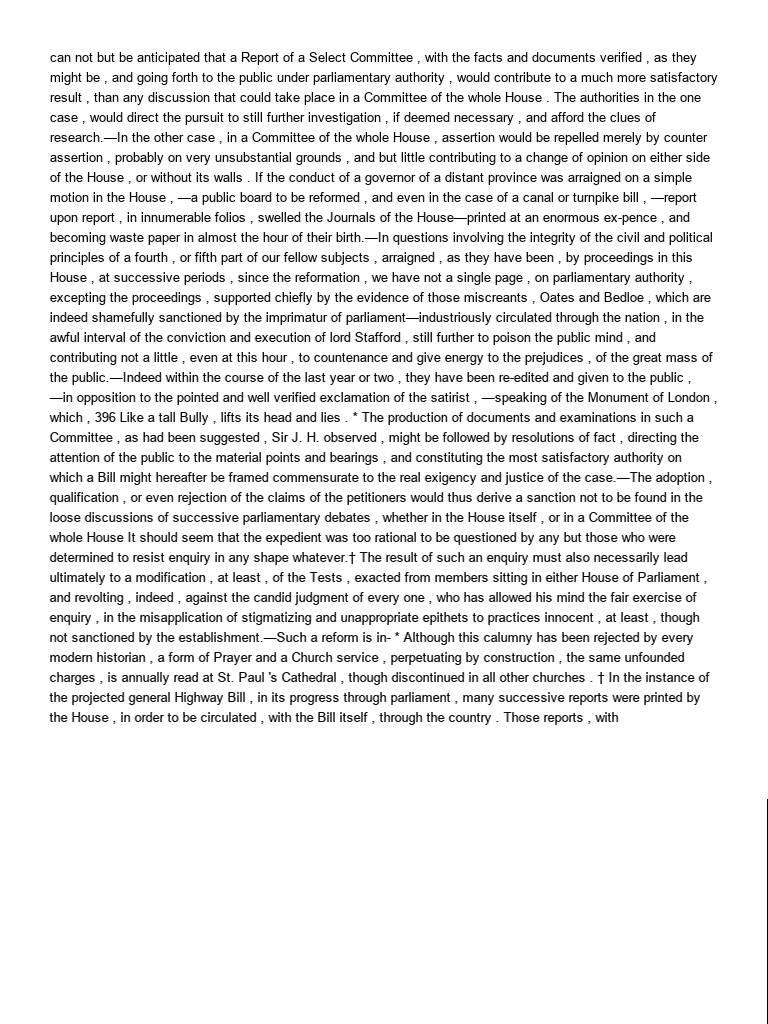 can not but be anticipated that a Report of a Select Committee , with the facts and documents verified , as they
might be , and going forth to the public under parliamentary authority , would contribute to a much more satisfactory
result , than any discussion that could take place in a Committee of the whole House . The authorities in the one
case , would direct the pursuit to still further investigation , if deemed necessary , and afford the clues of
research.—In the other case , in a Committee of the whole House , assertion would be repelled merely by counter
assertion , probably on very unsubstantial grounds , and but little contributing to a change of opinion on either side
of the House , or without its walls . If the conduct of a governor of a distant province was arraigned on a simple
motion in the House , —a public board to be reformed , and even in the case of a canal or turnpike bill , —report
upon report , in innumerable folios , swelled the Journals of the House—printed at an enormous ex-pence , and
becoming waste paper in almost the hour of their birth.—In questions involving the integrity of the civil and political
principles of a fourth , or fifth part of our fellow subjects , arraigned , as they have been , by proceedings in this
House , at successive periods , since the reformation , we have not a single page , on parliamentary authority ,
excepting the proceedings , supported chiefly by the evidence of those miscreants , Oates and Bedloe , which are
indeed shamefully sanctioned by the imprimatur of parliament—industriously circulated through the nation , in the
awful interval of the conviction and execution of lord Stafford , still further to poison the public mind , and
contributing not a little , even at this hour , to countenance and give energy to the prejudices , of the great mass of
the public.—Indeed within the course of the last year or two , they have been re-edited and given to the public ,
—in opposition to the pointed and well verified exclamation of the satirist , —speaking of the Monument of London ,
which , 396 Like a tall Bully , lifts its head and lies . * The production of documents and examinations in such a
Committee , as had been suggested , Sir J. H. observed , might be followed by resolutions of fact , directing the
attention of the public to the material points and bearings , and constituting the most satisfactory authority on
which a Bill might hereafter be framed commensurate to the real exigency and justice of the case.—The adoption ,
qualification , or even rejection of the claims of the petitioners would thus derive a sanction not to be found in the
loose discussions of successive parliamentary debates , whether in the House itself , or in a Committee of the
whole House It should seem that the expedient was too rational to be questioned by any but those who were
determined to resist enquiry in any shape whatever.† The result of such an enquiry must also necessarily lead
ultimately to a modification , at least , of the Tests , exacted from members sitting in either House of Parliament ,
and revolting , indeed , against the candid judgment of every one , who has allowed his mind the fair exercise of
enquiry , in the misapplication of stigmatizing and unappropriate epithets to practices innocent , at least , though
not sanctioned by the establishment.—Such a reform is in- * Although this calumny has been rejected by every
modern historian , a form of Prayer and a Church service , perpetuating by construction , the same unfounded
charges , is annually read at St. Paul 's Cathedral , though discontinued in all other churches . † In the instance of
the projected general Highway Bill , in its progress through parliament , many successive reports were printed by
the House , in order to be circulated , with the Bill itself , through the country . Those reports , with